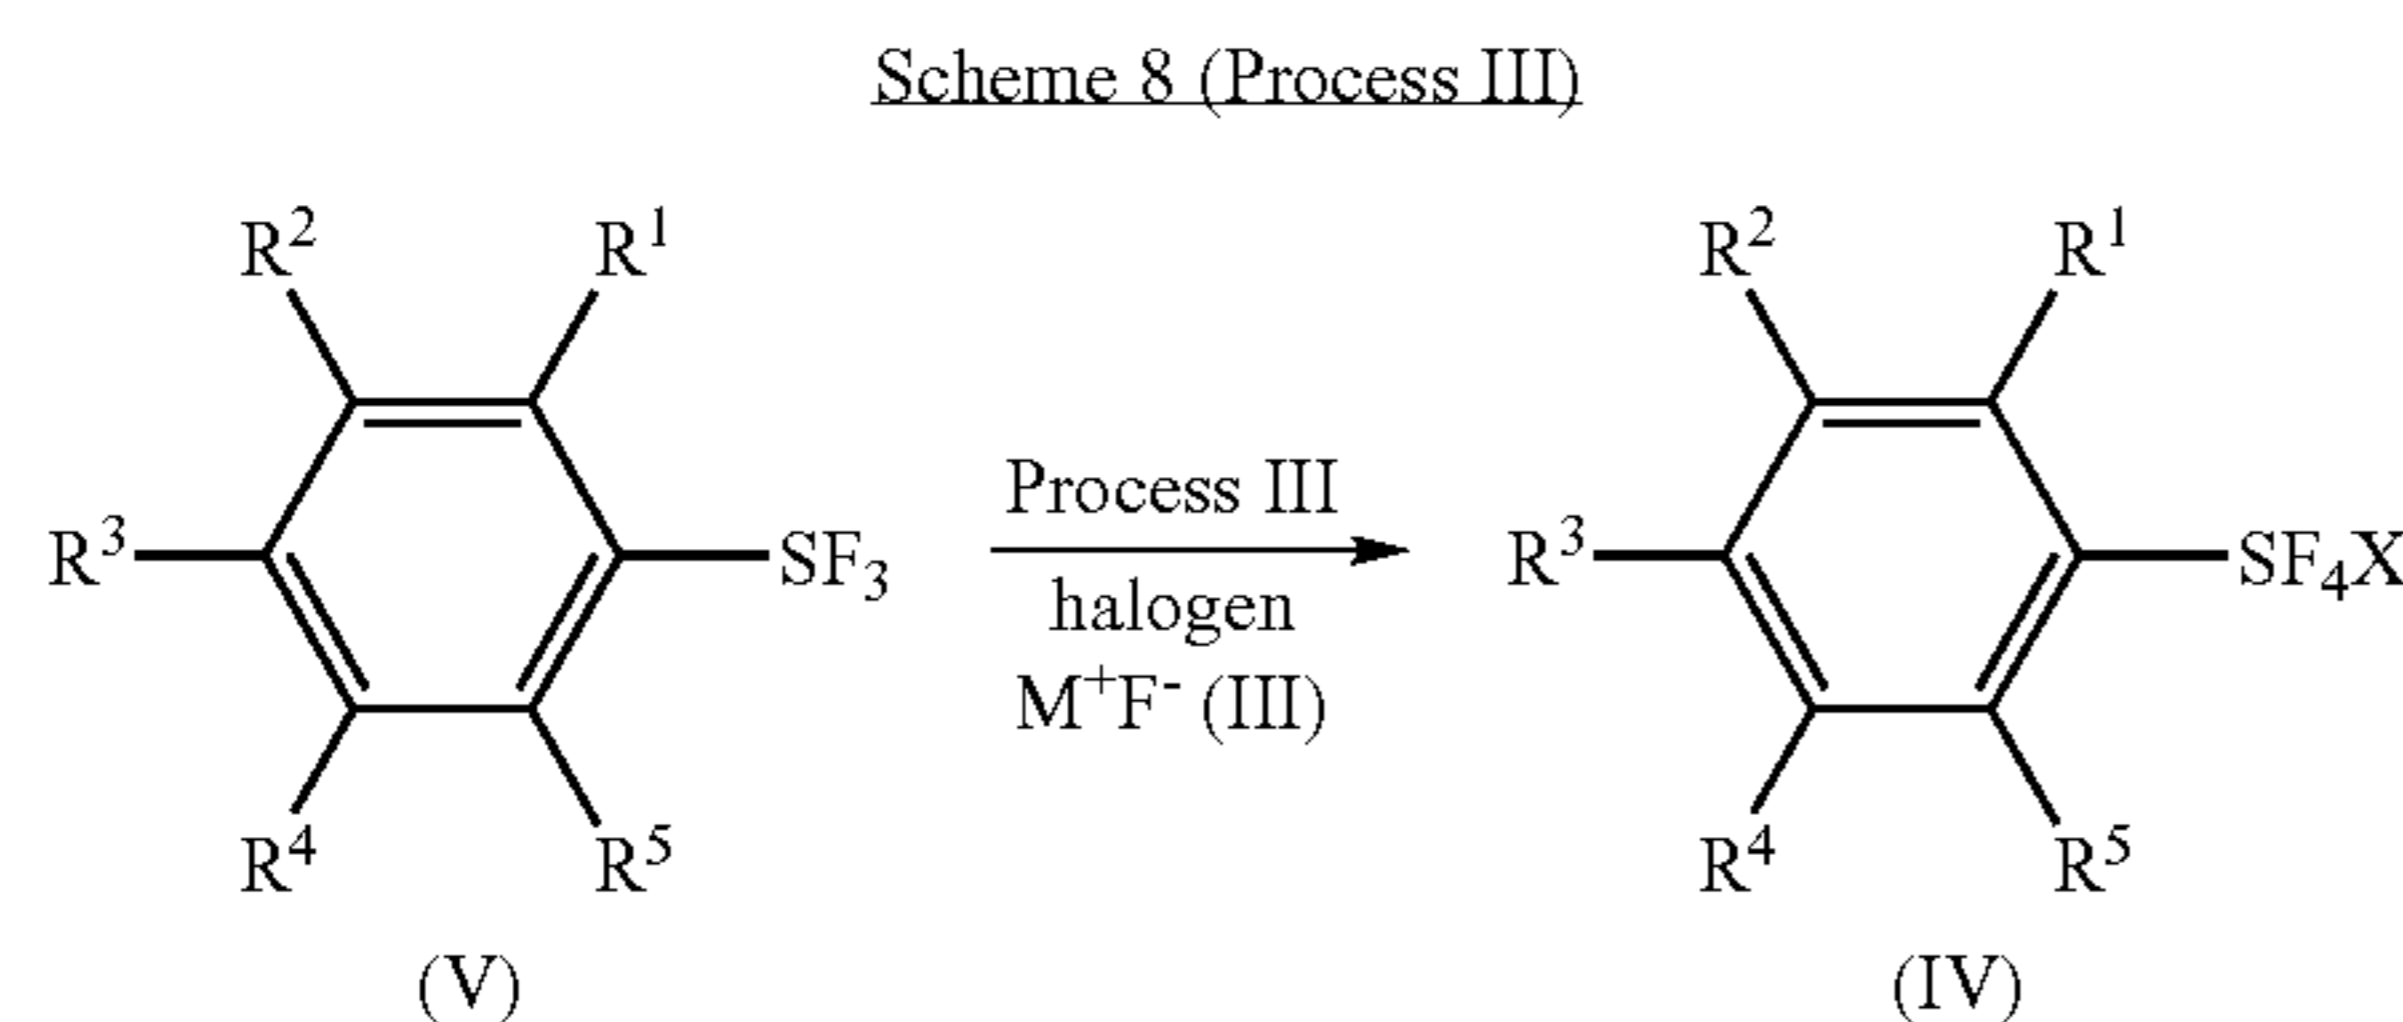 Scheme 8 (Process III)
R² R¹ R² R¹
R³ SF₃ Process III R³ SF₄X
halogen
M⁺F⁻ (III)
R⁴ R⁵ R⁴ R⁵
(V) (IV)